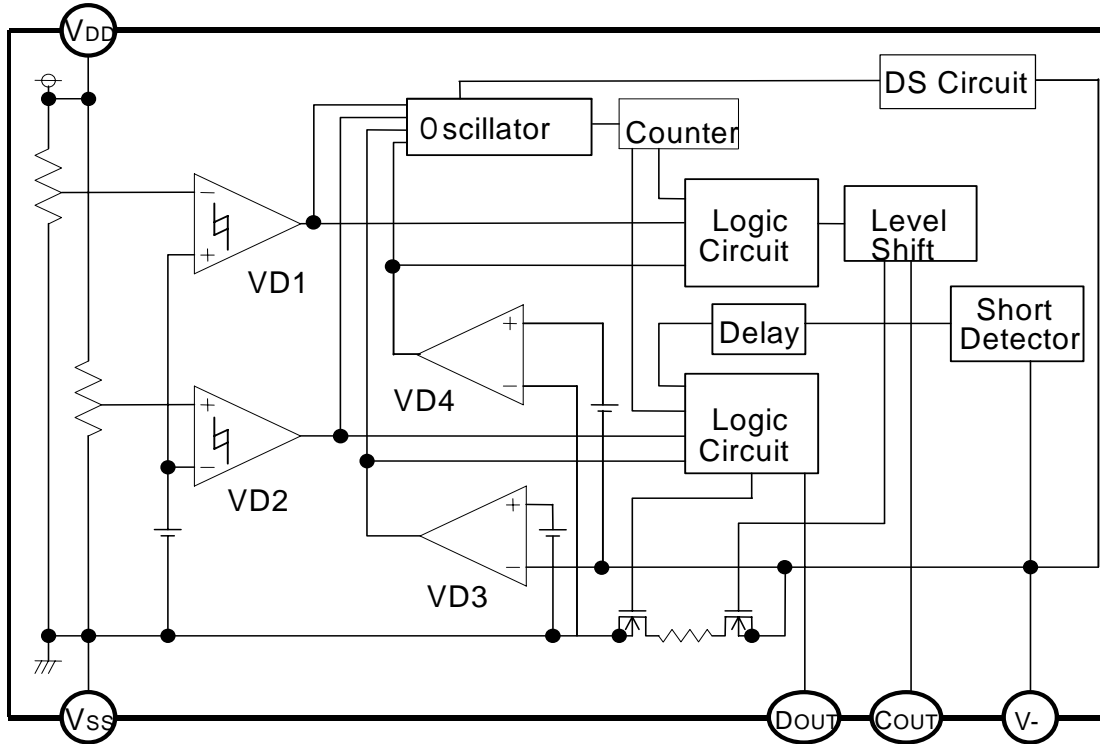 VDD
DS Circuit
Oscillator
Counter
−
+
VD1
Logic
Circuit
Level
Shift
Short
Detector
Delay
+
−
VD4
+
−
VD2
Logic
Circuit
+
−
VD3
VSS
DOUT
COUT
V-